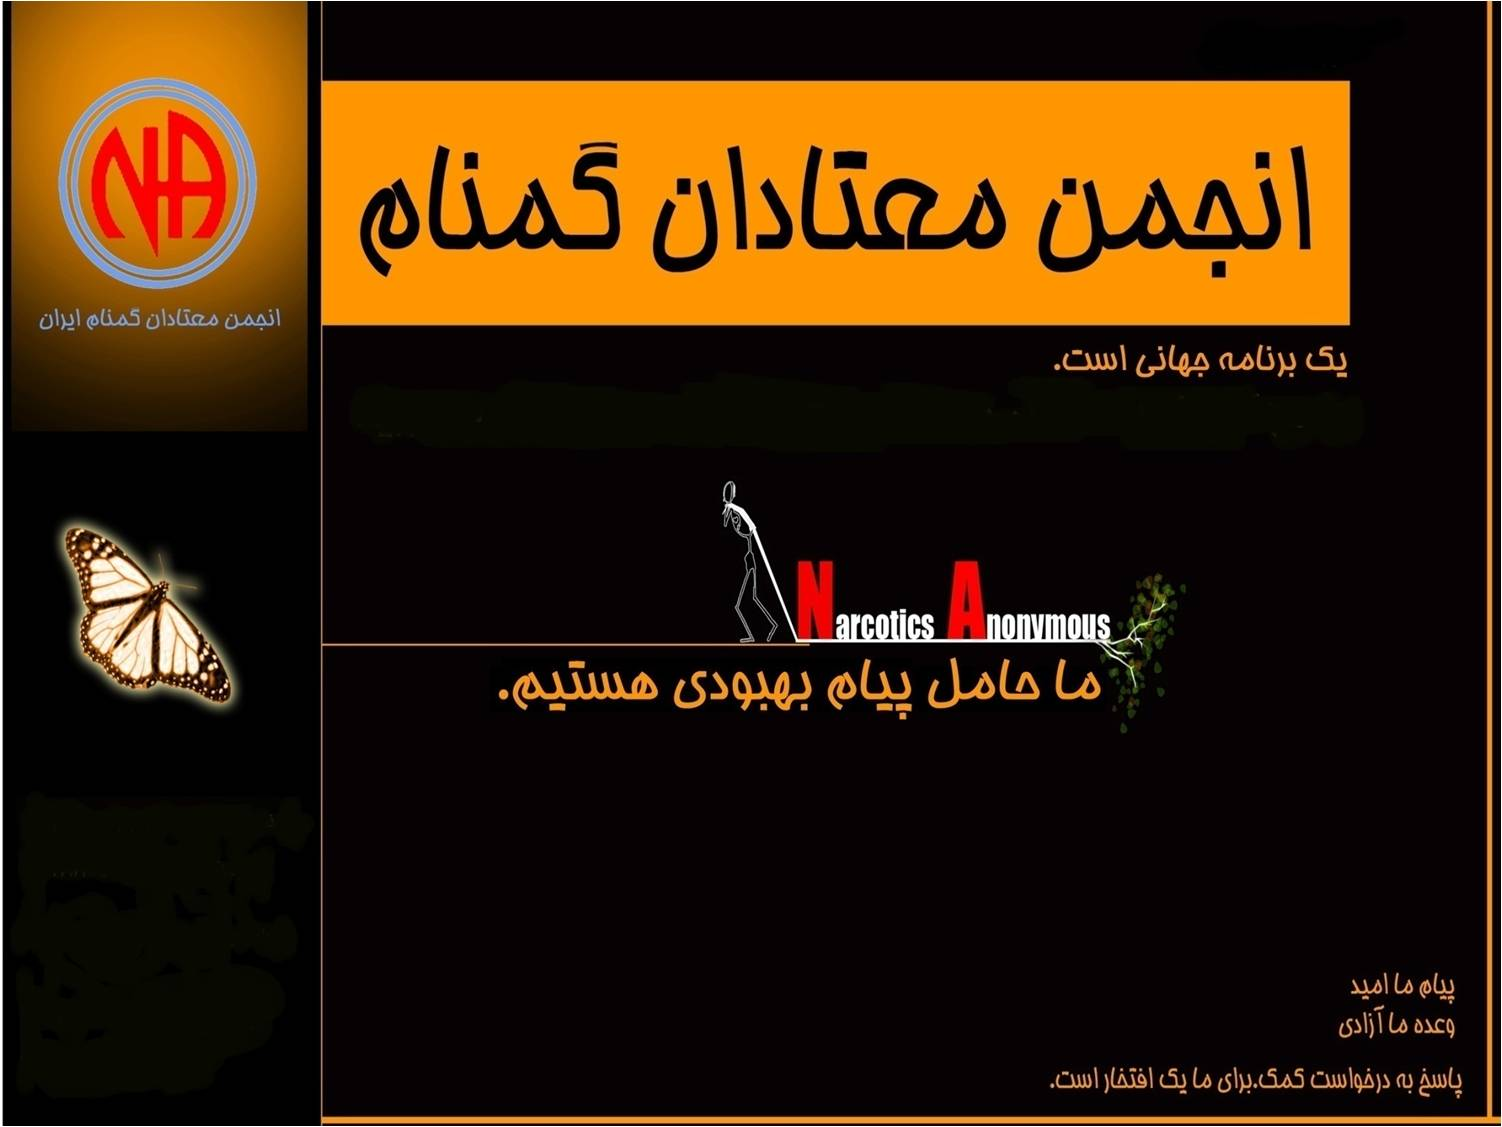 NA
انجمن معتادان گمنام ایران
انجمن معتادان گمنام
یک برنامه جهانی است.
Narcotics Anonymous
ما حامل پیام بهبودی هستیم.
پیام ما امید
وعده ما آزادی
پاسخ به درخواست کمک.برای ما یک افتخار است.